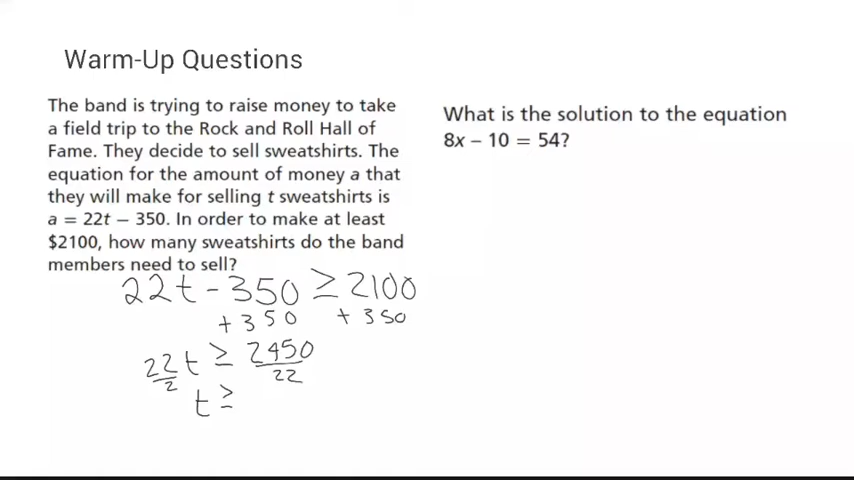 Warm-Up Questions
The band is trying to raise money to take
a field trip to the Rock and Roll Hall of
Fame. They decide to sell sweatshirts. The
equation for the amount of money a that
they will make for selling t sweatshirts is
a = 22t − 350. In order to make at least
$2100, how many sweatshirts do the band
members need to sell?
22t - 350 ≥ 2100
+350 + 350
22t ≥ 2450
2 22
t ≥
What is the solution to the equation
8x − 10 = 54?